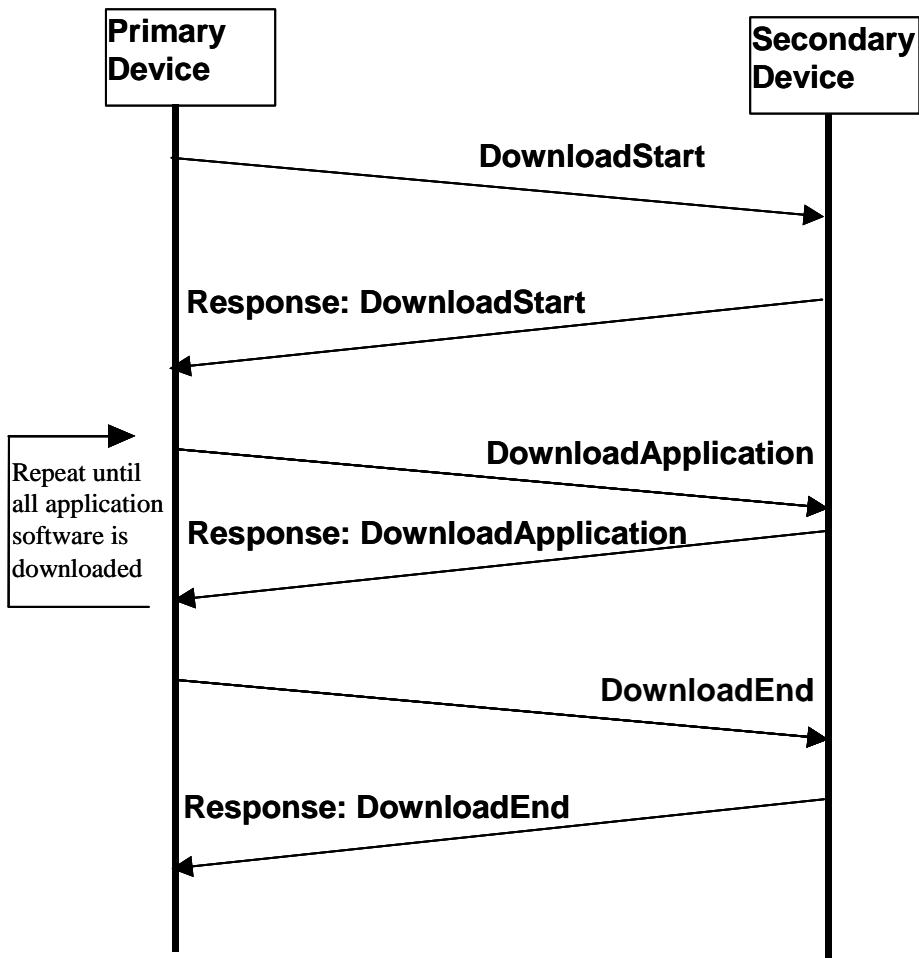 Primary
Device
Secondary
Device
DownloadStart
Response: DownloadStart
DownloadApplication
Repeat until
all application
software is
downloaded
Response: DownloadApplication
DownloadEnd
Response: DownloadEnd